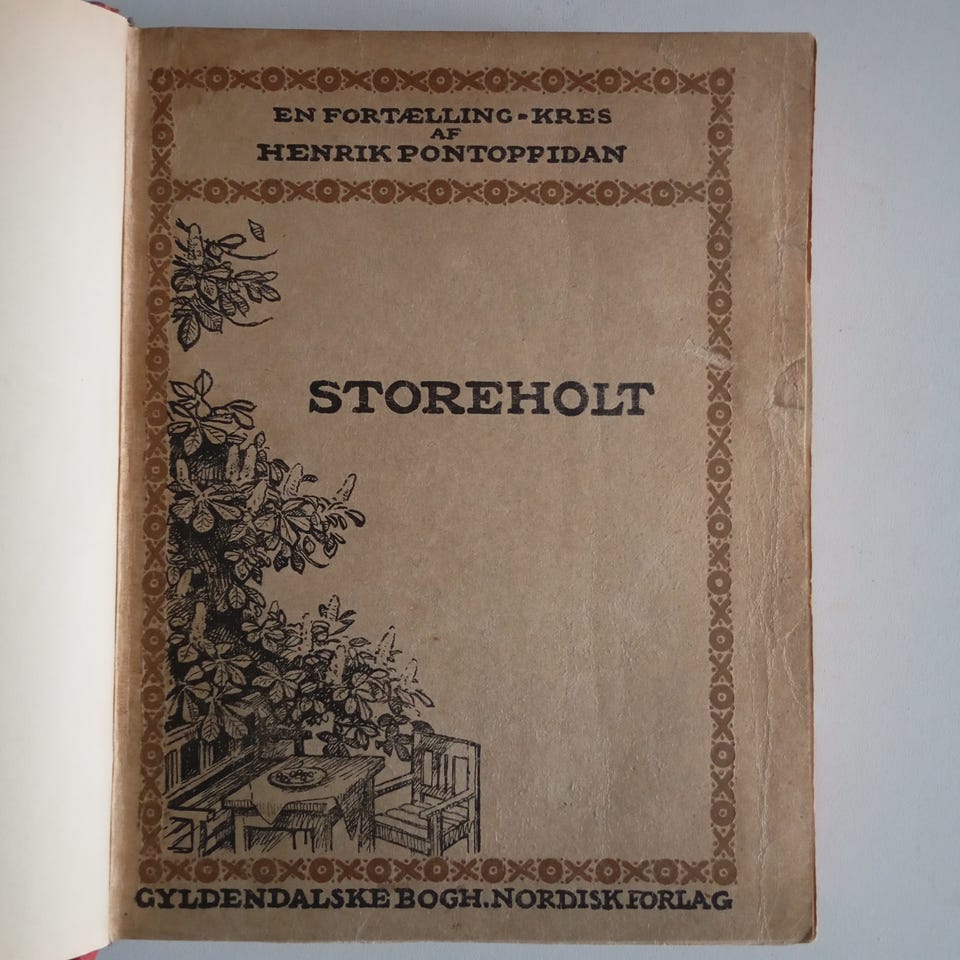 EN FORTÆLLING-KRES
AF
HENRIK PONTOPPIDAN
STOREHOLT
GYLDENDALSKE BOGH. NORDISK FORLAG